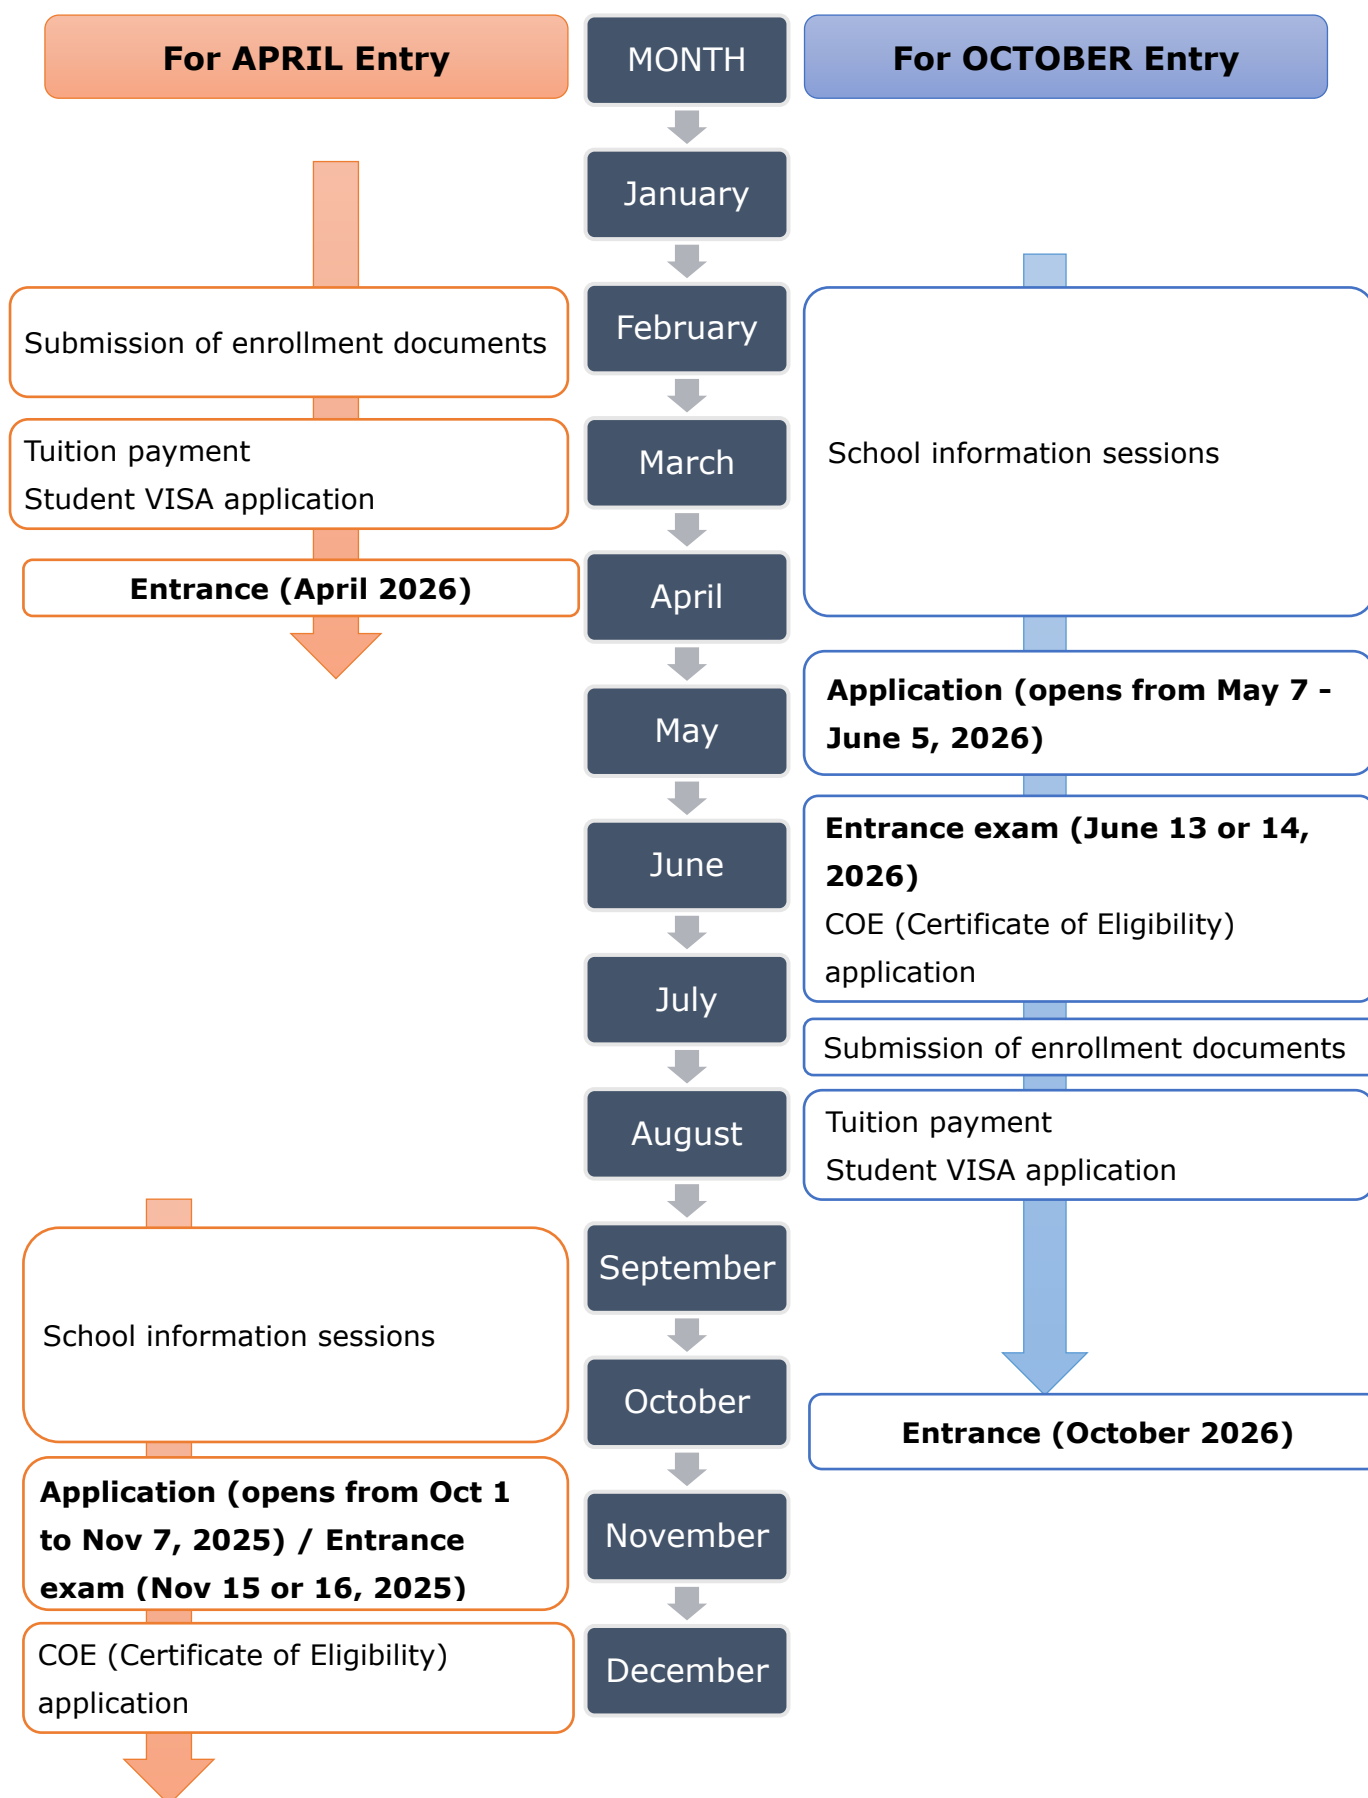 For APRIL Entry
MONTH
For OCTOBER Entry
January
February
March
April
May
June
July
August
September
October
November
December
Submission of enrollment documents
Tuition payment
Student VISA application
Entrance (April 2026)
School information sessions
Application (opens from Oct 1
to Nov 7, 2025) / Entrance
exam (Nov 15 or 16, 2025)
COE (Certificate of Eligibility)
application
School information sessions
Application (opens from May 7 -
June 5, 2026)
Entrance exam (June 13 or 14,
2026)
COE (Certificate of Eligibility)
application
Submission of enrollment documents
Tuition payment
Student VISA application
Entrance (October 2026)